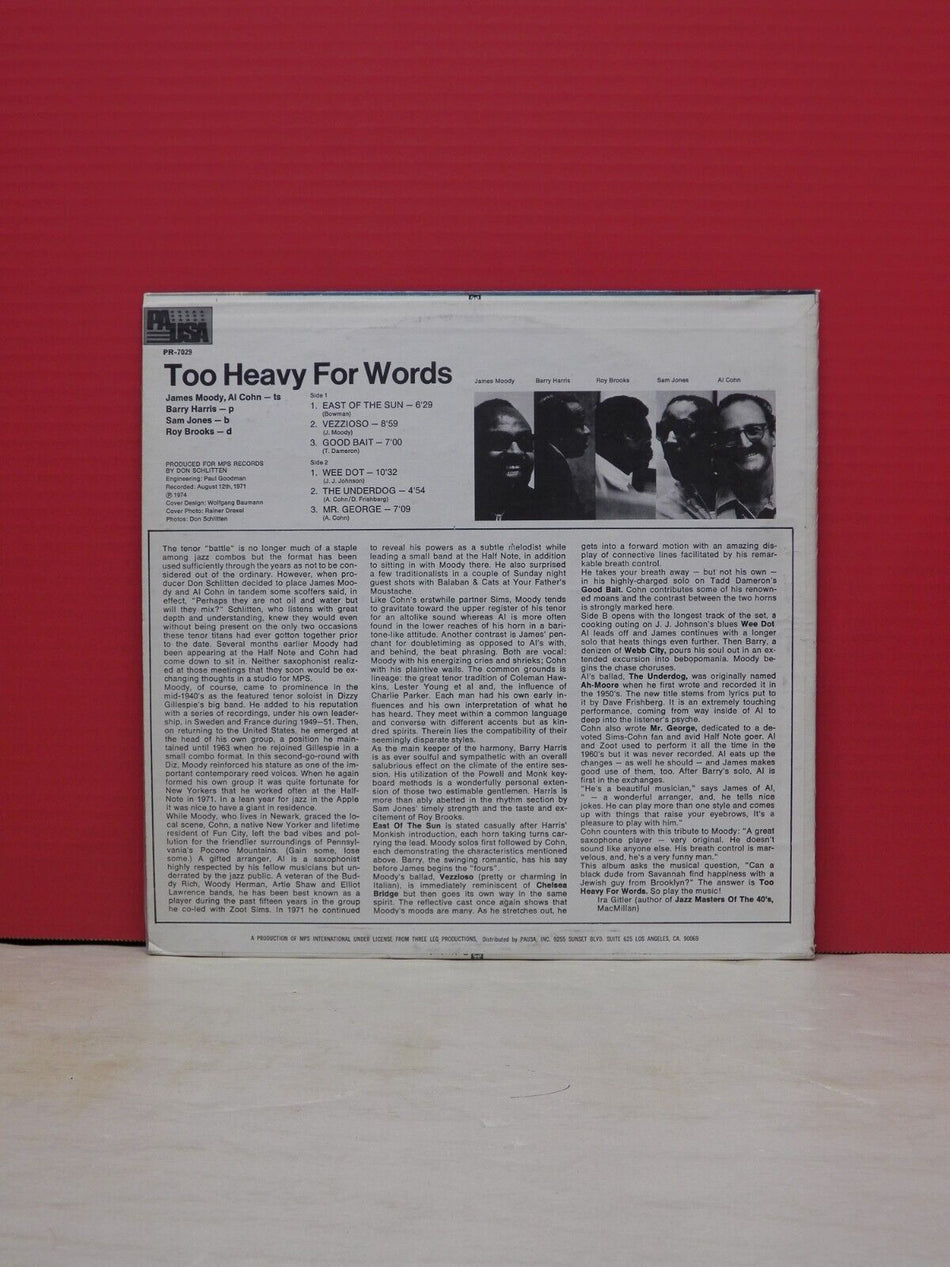 PAUSA
PR-7029
Too Heavy For Words
James Moody, Al Cohn — ts
Barry Harris — p
Sam Jones — b
Roy Brooks — d
PRODUCED FOR MPS RECORDS
BY DON SCHLITTEN
Engineering: Paul Goodman
Recorded: August 12th, 1971
Ⓟ 1974
Cover Design: Wolfgang Baumann
Cover Photo: Rainer Drexel
Photos: Don Schlitten
Side 1
1. EAST OF THE SUN — 6'29
(Bowman)
2. VEZZIOSO — 8'59
(J. Moody)
3. GOOD BAIT — 7'00
(T. Dameron)
Side 2
1. WEE DOT — 10'32
(J. J. Johnson)
2. THE UNDERDOG — 4'54
(A. Cohn/D. Frishberg)
3. MR. GEORGE — 7'09
(A. Cohn)
James Moody Barry Harris Roy Brooks Sam Jones Al Cohn
The tenor "battle" is no longer much of a staple
among jazz combos but the format has been
used sufficiently through the years as not to be con-
sidered out of the ordinary. However, when pro-
ducer Don Schlitten decided to place James Moo-
dy and Al Cohn in tandem some scoffers said, in
effect, "Perhaps they are not oil and water but
will they mix?" Schlitten, who listens with great
depth and understanding, knew they would even
without being present on the only two occasions
these tenor titans had ever gotten together prior
to the date. Several months earlier Moody had
been appearing at the Half Note and Cohn had
come down to sit in. Neither saxophonist realiz-
ed at those meetings that they soon would be ex-
changing thoughts in a studio for MPS.
Moody, of course, came to prominence in the
mid-1940's as the featured tenor soloist in Dizzy
Gillespie's big band. He added to his reputation
with a series of recordings, under his own leader-
ship, in Sweden and France during 1949—51. Then,
on returning to the United States, he emerged at
the head of his own group, a position he main-
tained until 1963 when he rejoined Gillespie in a
small combo format. In this second-go-round with
Diz, Moody reinforced his stature as one of the im-
portant contemporary reed voices. When he again
formed his own group it was quite fortunate for
New Yorkers that he worked often at the Half-
Note in 1971. In a lean year for jazz in the Apple
it was nice to have a giant in residence.
While Moody, who lives in Newark, graced the lo-
cal scene, Conn, a native New Yorker and lifetime
resident of Fun City, left the bad vibes and pol-
lution for the friendlier surroundings of Pennsyl-
vania's Pocono Mountains. (Gain some, lose
some.) A gifted arranger, Al is a saxophonist
highly respected by his fellow musicians but un-
derrated by the jazz public. A veteran of the Bud-
dy Rich, Woody Herman, Artie Shaw and Elliot
Lawrence bands, he has been best known as a
player during the past fifteen years in the group
he co-led with Zoot Sims. In 1971 he continued
to reveal his powers as a subtle melodist while
leading a small band at the Half Note, in addition
to sitting in with Moody there. He also surprised
a few traditionalists in a couple of Sunday night
guest shots with Balaban & Cats at Your Father's
Moustache.
Like Cohn's erstwhile partner Sims, Moody tends
to gravitate toward the upper register of his tenor
for an altolike sound whereas Al is more often
found in the lower reaches of his horn in a bari-
tone-like attitude. Another contrast is James' pen-
chant for doubletiming as opposed to Al's with,
and behind, the beat phrasing. Both are vocal:
Moody with his energizing cries and shrieks; Cohn
with his plaintive wails. The common grounds is
lineage: the great tenor tradition of Coleman Haw-
kins, Lester Young et al and, the influence of
Charlie Parker. Each man had his own early in-
fluences and his own interpretation of what he
has heard. They meet within a common language
and converse with different accents but as kin-
dred spirits. Therein lies the compatibility of their
seemingly disparate styles.
As the main keeper of the harmony, Barry Harris
is as ever soulful and sympathetic with an overall
salubrious effect on the climate of the entire ses-
sion. His utilization of the Powell and Monk key-
board methods is a wonderfully personal exten-
sion of those two estimable gentlemen. Harris is
more than ably abetted in the rhythm section by
Sam Jones' timely strength and the taste and ex-
citement of Roy Brooks.
East Of The Sun is stated casually after Harris'
Monkish introduction, each horn taking turns car-
rying the lead. Moody solos first followed by Cohn,
each demonstrating the characteristics mentioned
above. Barry, the swinging romantic, has his say
before James begins the "fours".
Moody's ballad, Vezzioso (pretty or charming in
Italian), is immediately reminiscent of Chelsea
Bridge but then goes its own way in the same
spirit. The reflective cast once again shows that
Moody's moods are many. As he stretches out, he
gets into a forward motion with an amazing dis-
play of connective lines facilitated by his remar-
kable breath control.
He takes your breath away — but not his own —
in his highly-charged solo on Tadd Dameron's
Good Bait. Cohn contributes some of his renown-
ed moans and the contrast between the two horns
is strongly marked here.
Side B opens with the longest track of the set, a
cooking outing on J. J. Johnson's blues Wee Dot
Al leads off and James continues with a longer
solo that heats things even further. Then Barry, a
denizen of Webb City, pours his soul out in an ex-
tended excursion into bebopomania. Moody be-
gins the chase choruses.
Al's ballad, The Underdog, was originally named
Ah-Moore when he first wrote and recorded it in
the 1950's. The new title stems from lyrics put to
it by Dave Frishberg. It is an extremely touching
performance, coming from way inside of Al to
deep into the listener's psyche.
Cohn also wrote Mr. George, dedicated to a de-
voted Sims-Cohn fan and avid Half Note goer. Al
and Zoot used to perform it all the time in the
1960's but it was never recorded. Al eats up the
changes — as well he should — and James makes
good use of them, too. After Barry's solo, Al is
first in the exchanges.
"He's a beautiful musician," says James of Al,
" — a wonderful arranger, and, he tells nice
jokes. He can play more than one style and comes
up with things that raise your eyebrows, It's a
pleasure to play with him."
Cohn counters with this tribute to Moody: "A great
saxophone player — very original. He doesn't
sound like anyone else. His breath control is mar-
velous, and, he's a very funny man."
This album asks the musical question, "Can a
black dude from Savannah find happiness with a
Jewish guy from Brooklyn?" The answer is Too
Heavy For Words. So play the music!
Ira Gitler (author of Jazz Masters Of The 40's,
MacMillan)
A PRODUCTION OF MPS INTERNATIONAL UNDER LICENSE FROM THREE LEG PRODUCTIONS, Distributed by PAUSA, INC. 9255 SUNSET BLVD. SUITE 625 LOS ANGELES, CA. 90069